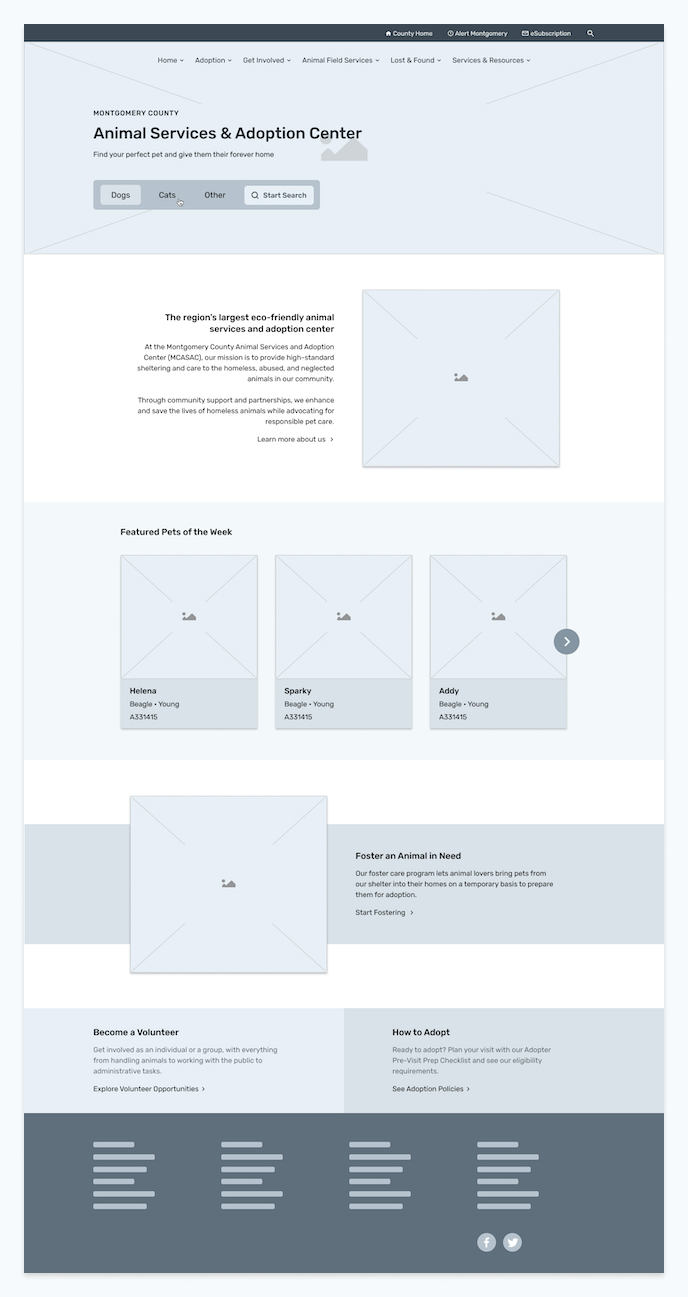 County Home Alert Montgomery eSubscription
Home Adoption Get Involved Animal Field Services Lost & Found Services & Resources
MONTGOMERY COUNTY
Animal Services & Adoption Center
Find your perfect pet and give them their forever home
Dogs Cats Other Start Search
The region's largest eco-friendly animal
services and adoption center
At the Montgomery County Animal Services and Adoption
Center (MCASAC), our mission is to provide high-standard
sheltering and care to the homeless, abused, and neglected
animals in our community.
Through community support and partnerships, we enhance
and save the lives of homeless animals while advocating for
responsible pet care.
Learn more about us
Featured Pets of the Week
Helena
Beagle • Young
A331415
Sparky
Beagle • Young
A331415
Addy
Beagle • Young
A331415
Foster an Animal in Need
Our foster care program lets animal lovers bring pets from
our shelter into their homes on a temporary basis to prepare
them for adoption.
Start Fostering
Become a Volunteer
Get involved as an individual or a group, with everything
from handling animals to working with the public to
administrative tasks.
Explore Volunteer Opportunities
How to Adopt
Ready to adopt? Plan your visit with our Adopter
Pre-Visit Prep Checklist and see our eligibility
requirements.
See Adoption Policies